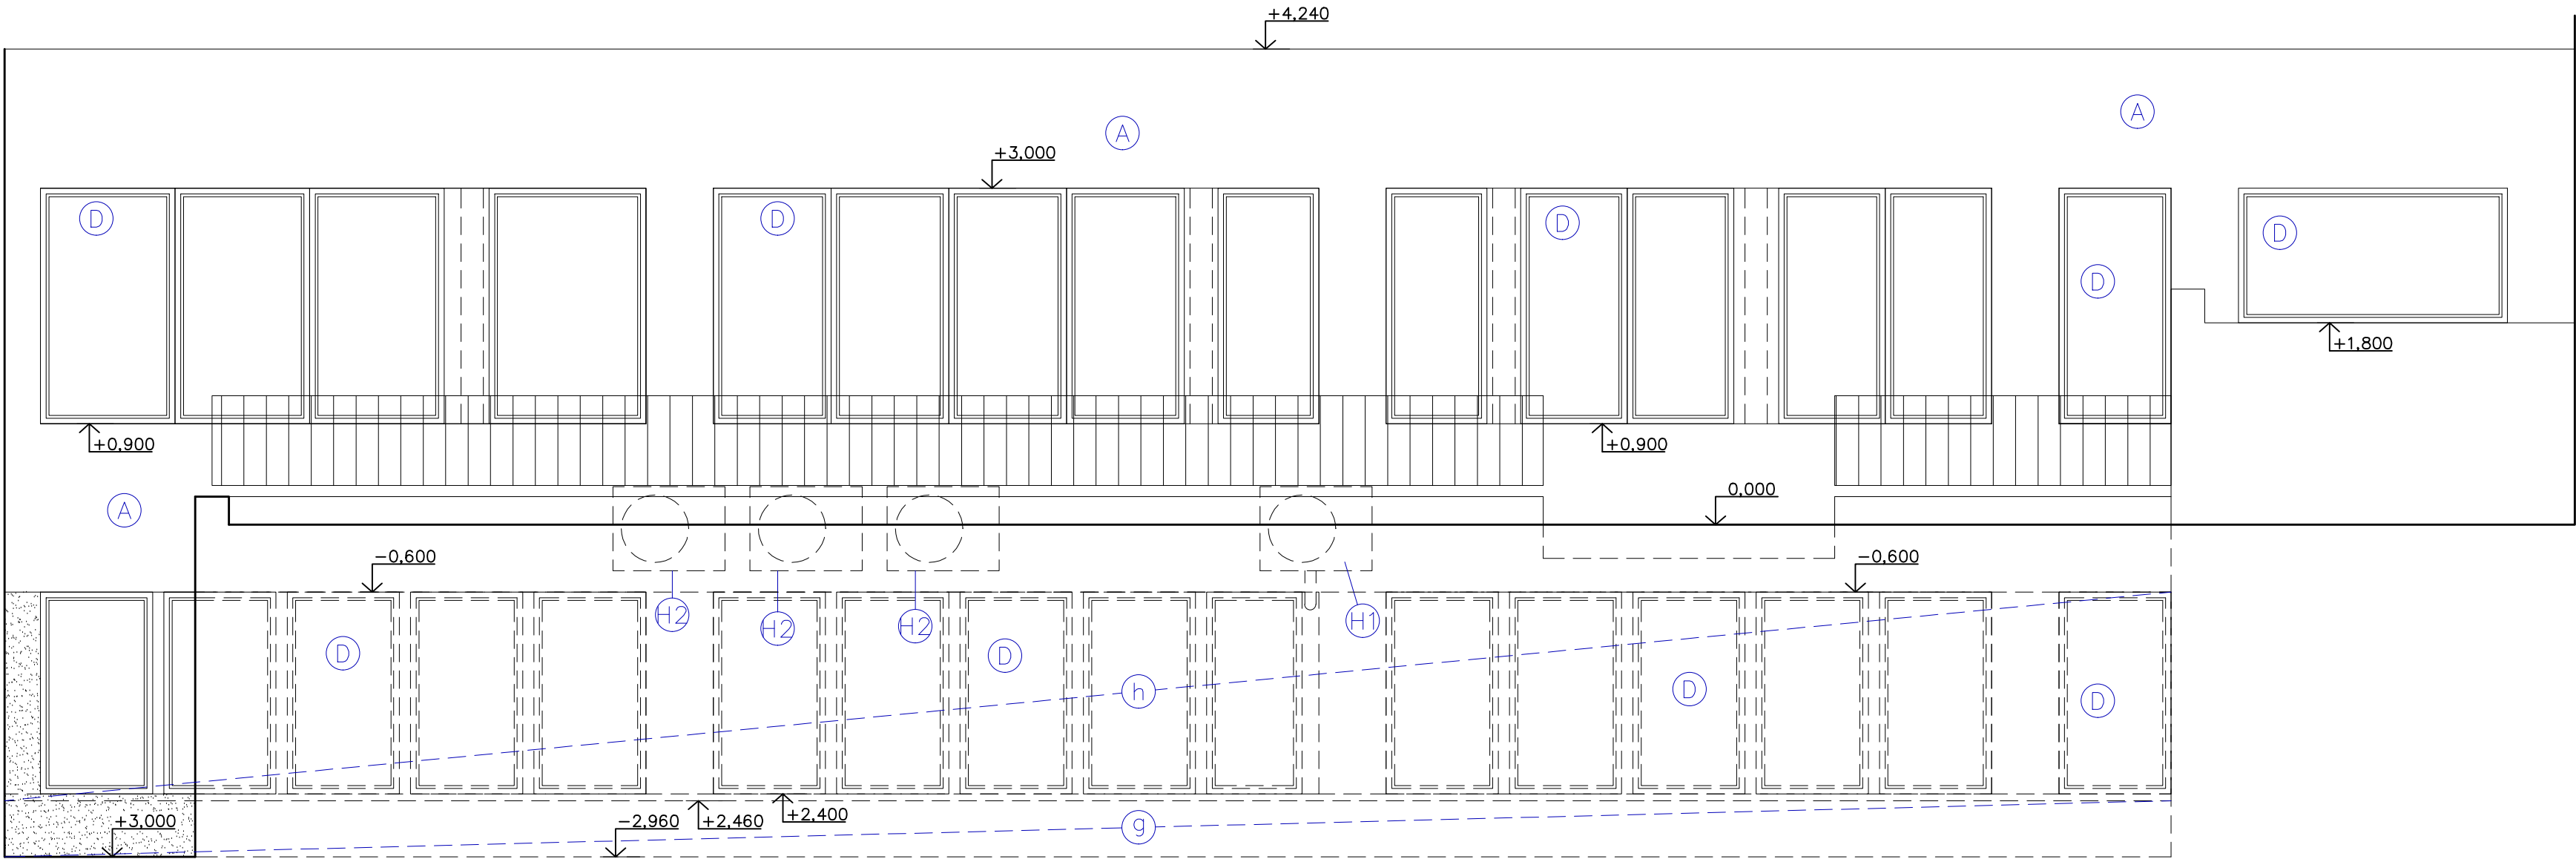 +4,240
A
A
+3,000
D
D
D
D
D
+1,800
+0,900
+0,900
0,000
A
-0,600
-0,600
H2
H2
H2
H1
D
D
h
D
D
+3,000
-2,960
+2,460
+2,400
g